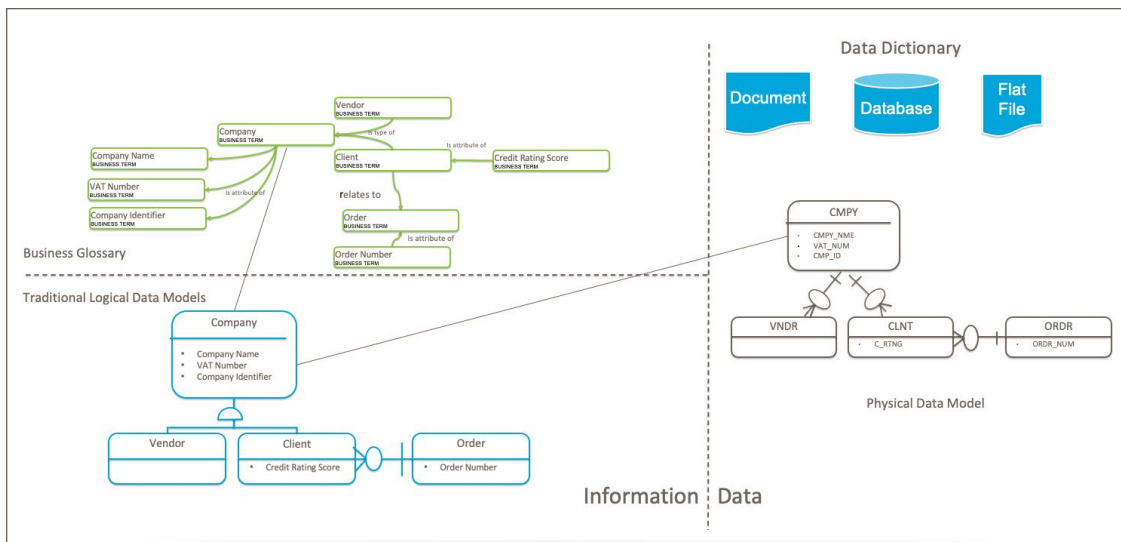 Data Dictionary
Document
Database
Flat
File
Vendor
BUSINESS TERM
Company
BUSINESS TERM
Is type of
Company Name
BUSINESS TERM
Client
BUSINESS TERM
Is attribute of
Credit Rating Score
BUSINESS TERM
VAT Number
BUSINESS TERM
Is attribute of
relates to
Company Identifier
BUSINESS TERM
Order
BUSINESS TERM
Is attribute of
Order Number
BUSINESS TERM
Business Glossary
CMPY
· CMPY_NME
· VAT_NUM
· CMP_ID
VNDR
CLNT
· C_RTNG
ORDR
· ORDR_NUM
Physical Data Model
Traditional Logical Data Models
Company
• Company Name
• VAT Number
• Company Identifier
Vendor
Client
• Credit Rating Score
Order
• Order Number
Information
Data